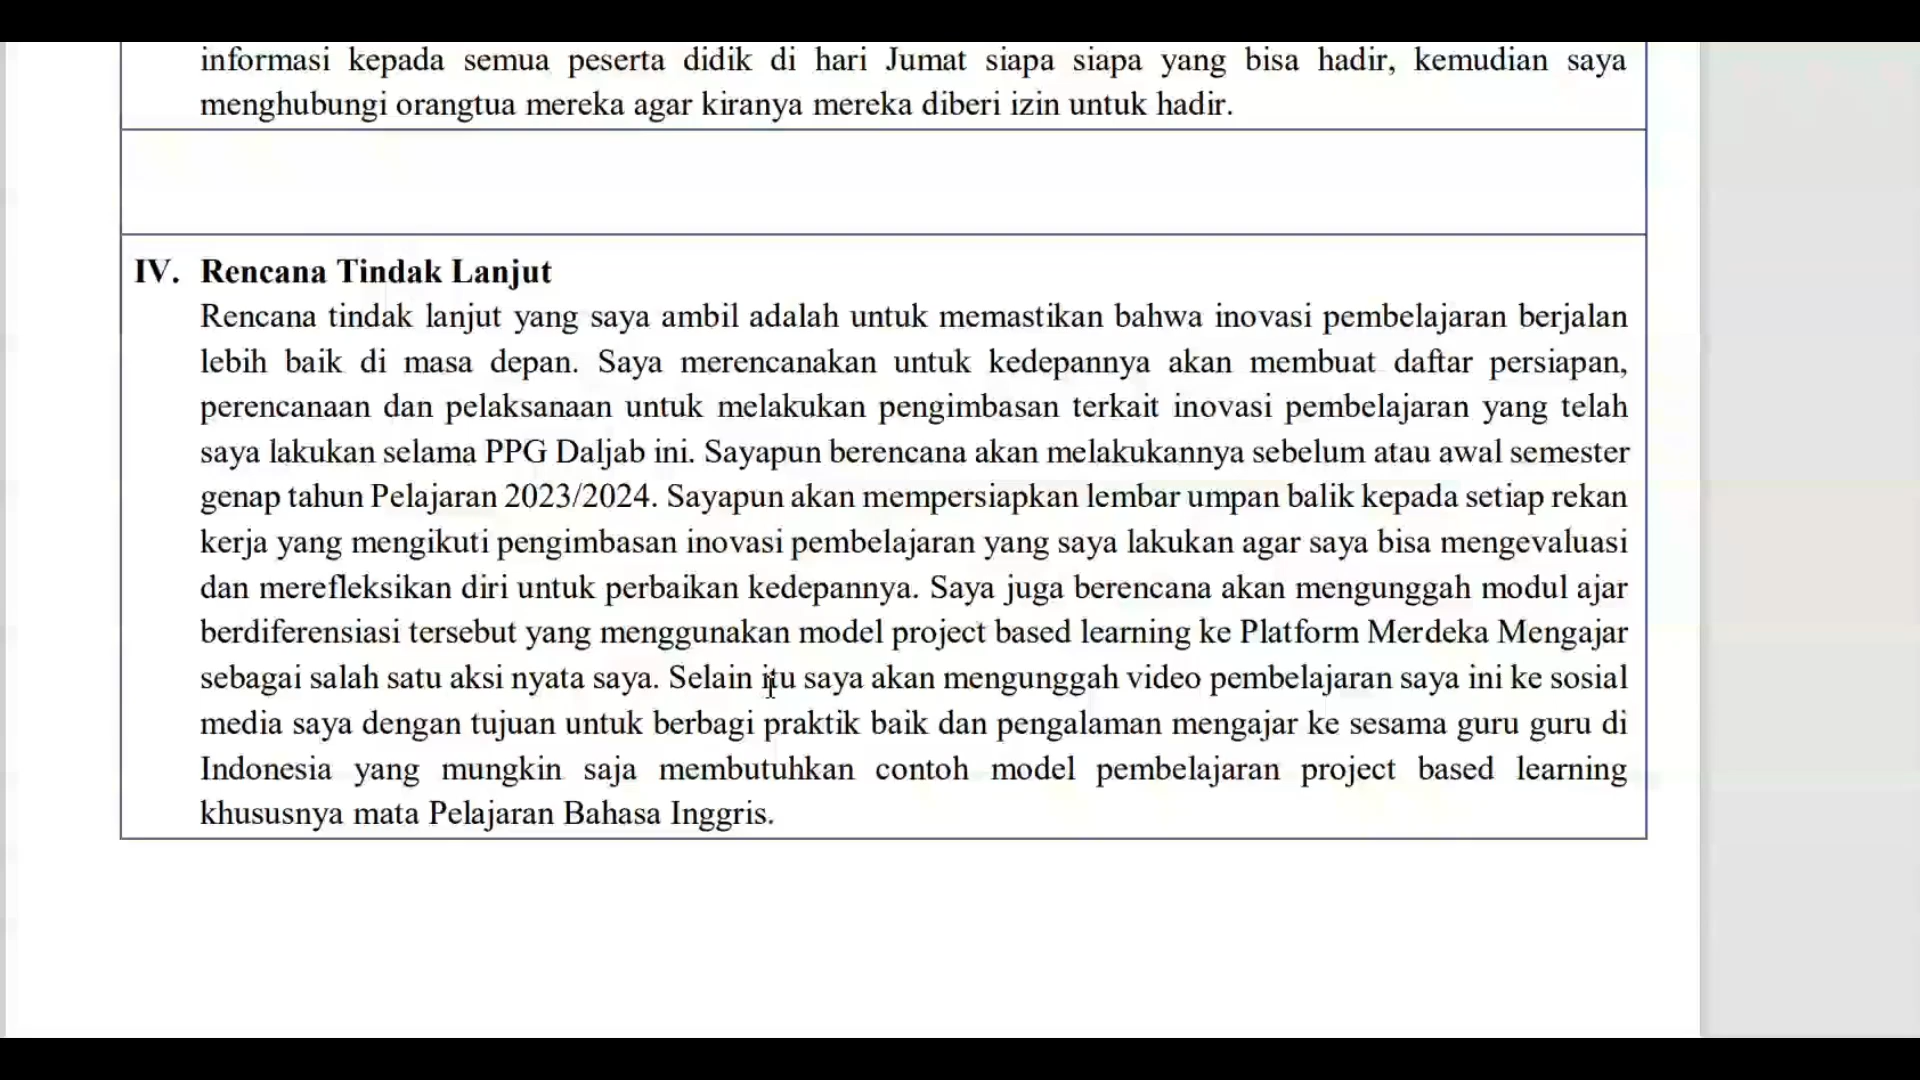 informasi kepada semua peserta didik di hari Jumat siapa siapa yang bisa hadir, kemudian saya
menghubungi orangtua mereka agar kiranya mereka diberi izin untuk hadir.
IV. Rencana Tindak Lanjut
Rencana tindak lanjut yang saya ambil adalah untuk memastikan bahwa inovasi pembelajaran berjalan
lebih baik di masa depan. Saya merencanakan untuk kedepannya akan membuat daftar persiapan,
perencanaan dan pelaksanaan untuk melakukan pengimbasan terkait inovasi pembelajaran yang telah
saya lakukan selama PPG Daljab ini. Sayapun berencana akan melakukannya sebelum atau awal semester
genap tahun Pelajaran 2023/2024. Sayapun akan mempersiapkan lembar umpan balik kepada setiap rekan
kerja yang mengikuti pengimbasan inovasi pembelajaran yang saya lakukan agar saya bisa mengevaluasi
dan merefleksikan diri untuk perbaikan kedepannya. Saya juga berencana akan mengunggah modul ajar
berdiferensiasi tersebut yang menggunakan model project based learning ke Platform Merdeka Mengajar
sebagai salah satu aksi nyata saya. Selain itu saya akan mengunggah video pembelajaran saya ini ke sosial
media saya dengan tujuan untuk berbagi praktik baik dan pengalaman mengajar ke sesama guru guru di
Indonesia yang mungkin saja membutuhkan contoh model pembelajaran project based learning
khususnya mata Pelajaran Bahasa Inggris.